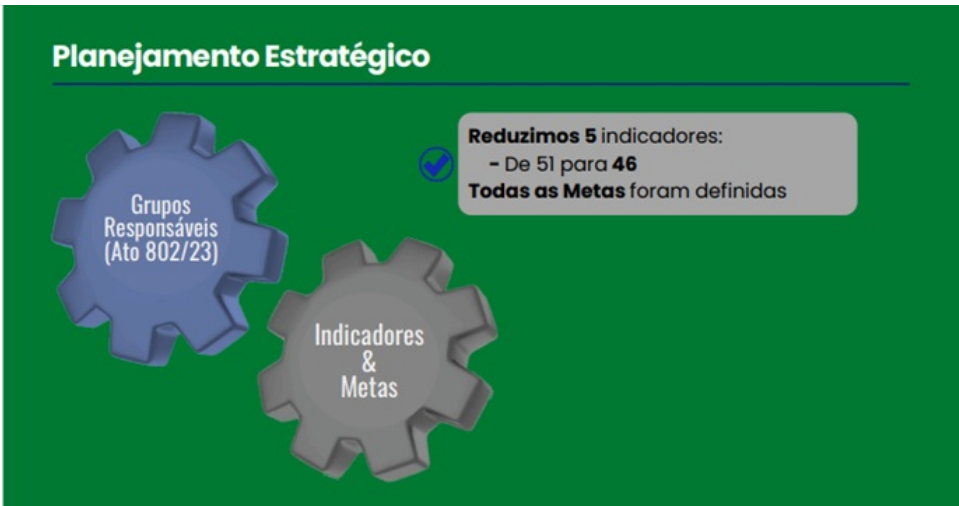 Planejamento Estratégico
Grupos
Responsáveis
(Ato 802/23)
Reduzimos 5 indicadores:
- De 51 para 46
Todas as Metas foram definidas
Indicadores
&
Metas